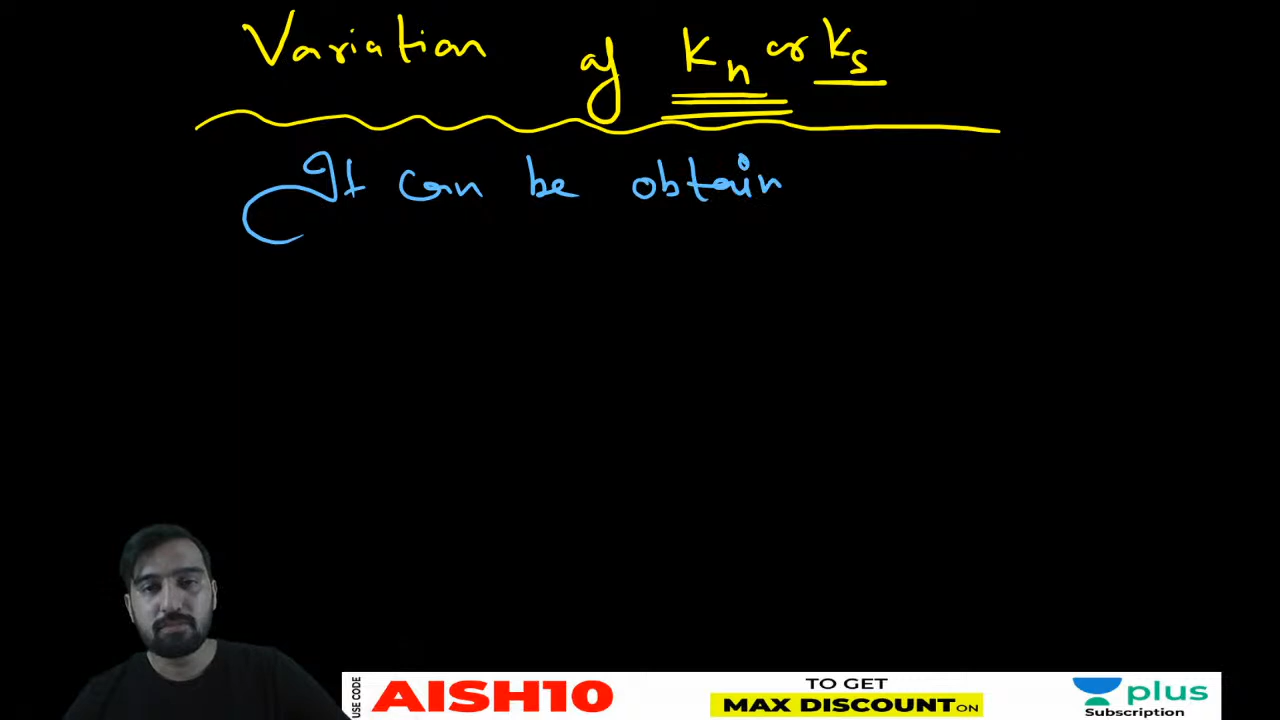 Variation of Kn or Ks
It can be obtain
USE CODE
AISH10
TO GET
MAX DISCOUNT ON
plus
Subscription